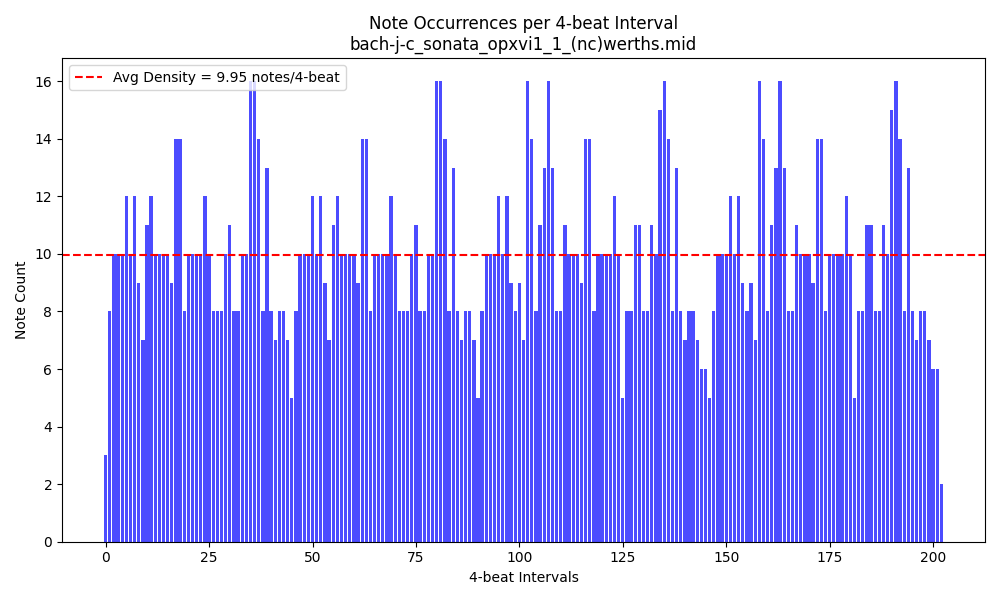 Note Occurrences per 4-beat Interval
bach-j-c_sonata_opxvi1_1_(nc)werths.mid
Avg Density = 9.95 notes/4-beat
Note Count
16
14
12
10
8
6
4
2
0
0 25 50 75 100 125 150 175 200
4-beat Intervals